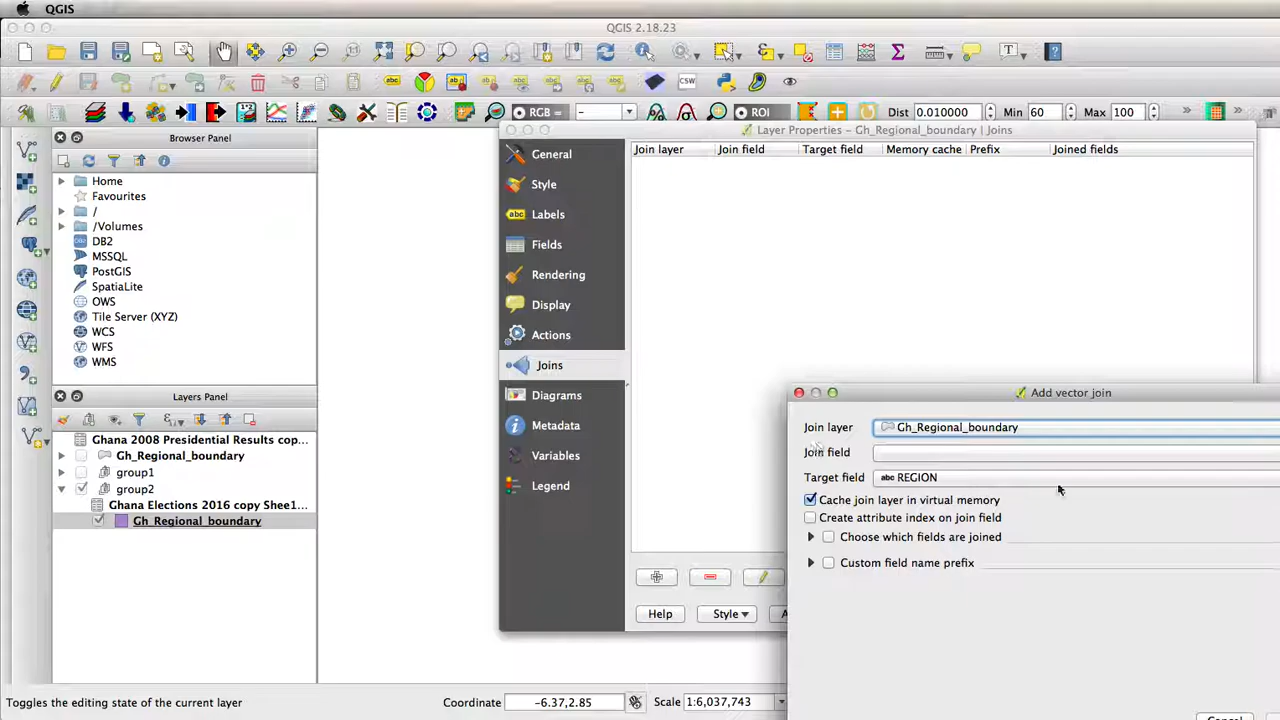 QGIS
QGIS 2.18.23
RGB = - ROI Dist 0.010000 Min 60 Max 100
Browser Panel
Home
Favourites
/
/Volumes
DB2
MSSQL
PostGIS
SpatiaLite
OWS
Tile Server (XYZ)
WCS
WFS
WMS
Layers Panel
Ghana 2008 Presidential Results cop...
Gh_Regional_boundary
group1
group2
Ghana Elections 2016 copy Shee1...
Gh_Regional_boundary
Layer Properties - Gh_Regional_boundary | Joins
General
Style
Labels
Fields
Rendering
Display
Actions
Joins
Diagrams
Metadata
Variables
Legend
Join layer Join field Target field Memory cache Prefix Joined fields
Help Style
Add vector join
Join layer Gh_Regional_boundary
Join field
Target field abc REGION
Cache join layer in virtual memory
Create attribute index on join field
Choose which fields are joined
Custom field name prefix
Cancel
Toggles the editing state of the current layer Coordinate -6.37,2.85 Scale 1:6,037,743